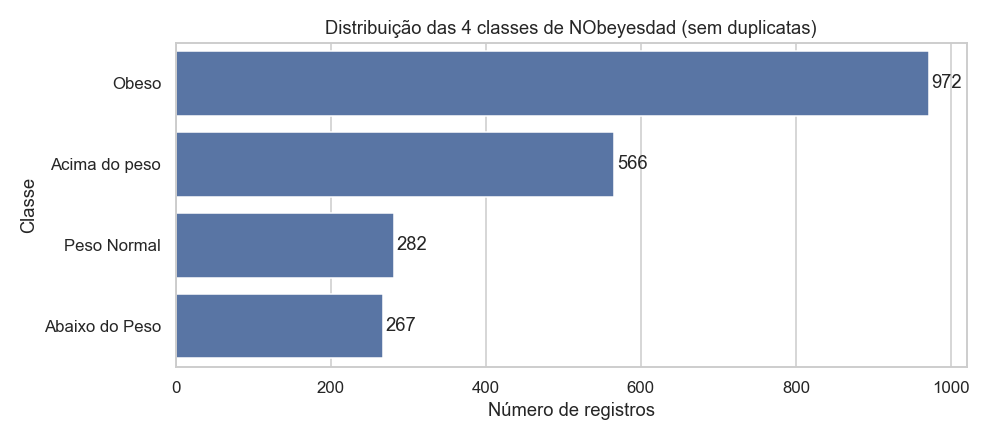 Distribuição das 4 classes de NObeyesdad (sem duplicatas)
Classe
Obeso
972
Acima do peso
566
Peso Normal
282
Abaixo do Peso
267
0 200 400 600 800 1000
Número de registros